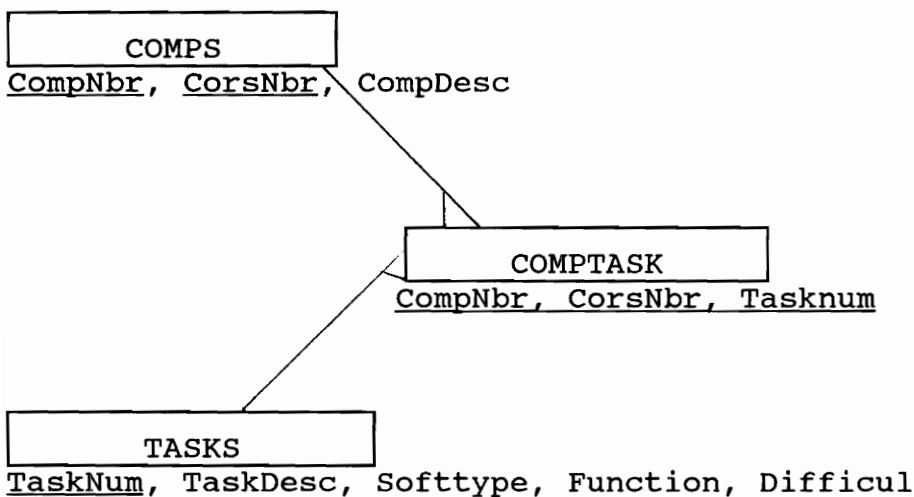 COMPS
CompNbr, CorsNbr, CompDesc
COMPTASK
CompNbr, CorsNbr, Tasknum
TASKS
TaskNum, TaskDesc, Softtype, Function, Difficul